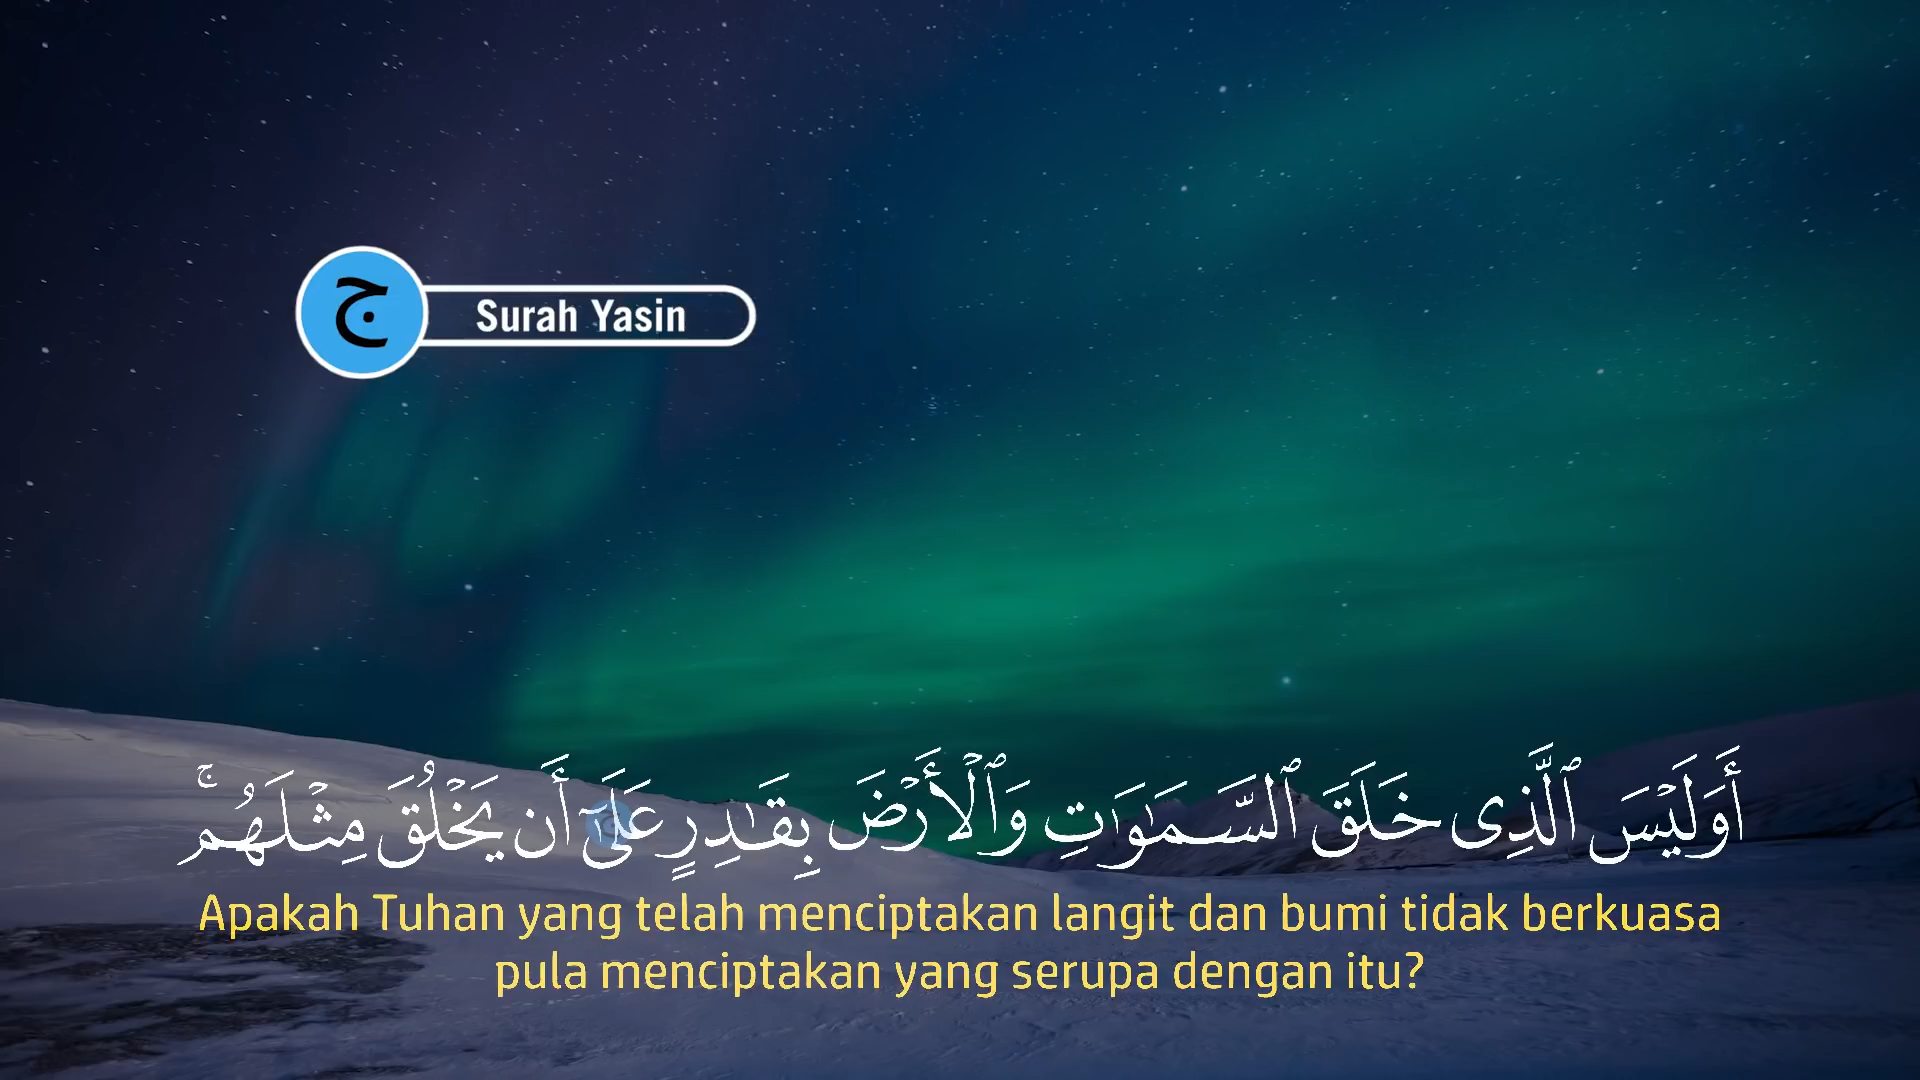 ج
Surah Yasin
أَوَلَيْسَ ٱلَّذِى خَلَقَ ٱلسَّمَـٰوَٰتِ وَٱلْأَرْضَ بِقَـٰدِرٍ عَلَىٰٓ أَن يَخْلُقَ مِثْلَهُم ۚ
Apakah Tuhan yang telah menciptakan langit dan bumi tidak berkuasa
pula menciptakan yang serupa dengan itu?